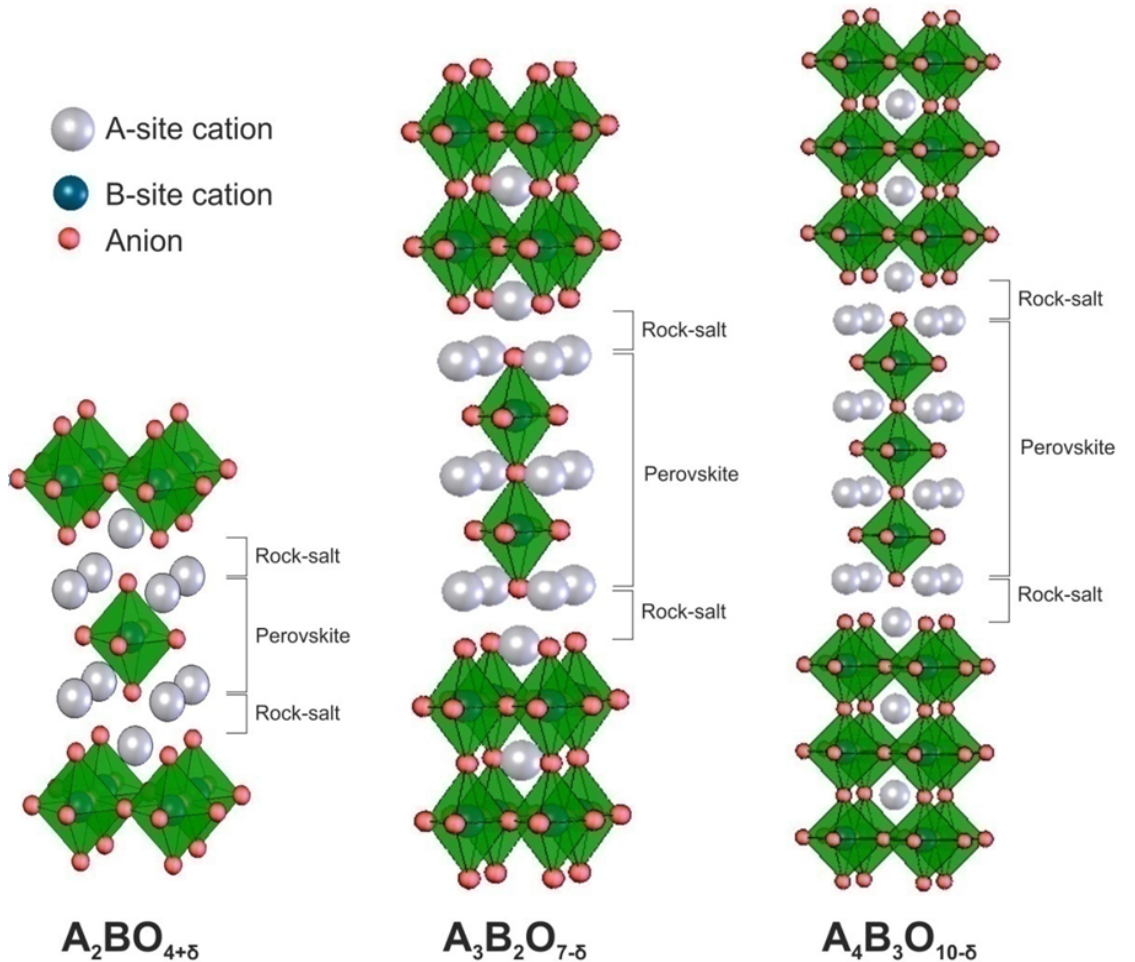 A-site cation
B-site cation
Anion
Rock-salt
Perovskite
Rock-salt
A₂BO₄₊δ
Rock-salt
Perovskite
Rock-salt
A₃B₂O₇₋δ
Rock-salt
Perovskite
Rock-salt
A₄B₃O₁₀₋δ